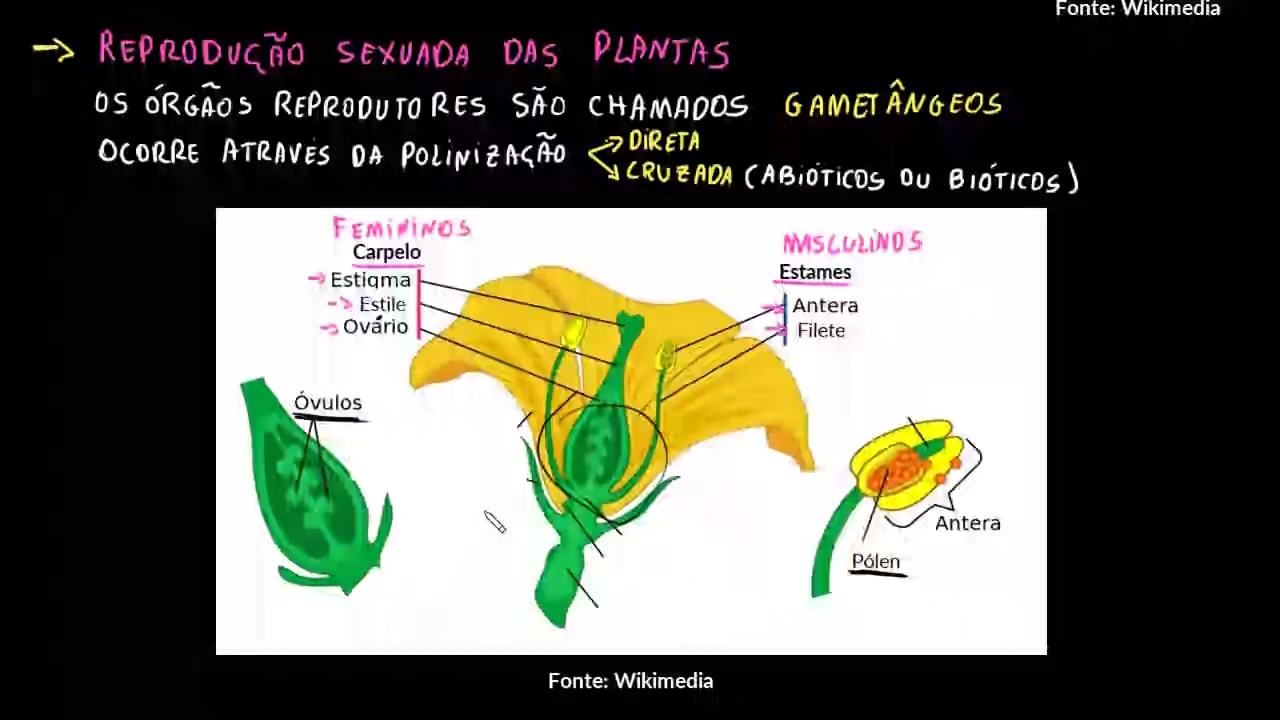 Fonte: Wikimedia
→ REPRODUÇÃO SEXUADA DAS PLANTAS
OS ÓRGÃOS REPRODUTORES SÃO CHAMADOS GAMETÂNGEOS
OCORRE ATRAVÉS DA POLINIZAÇÃO
DIRETA
CRUZADA (ABIÓTICOS OU BIÓTICOS)
FEMININOS
Carpelo
Estigma
Estile
Ovário
MASCULINOS
Estames
Antera
Filete
Óvulos
Antera
Pólen
Fonte: Wikimedia